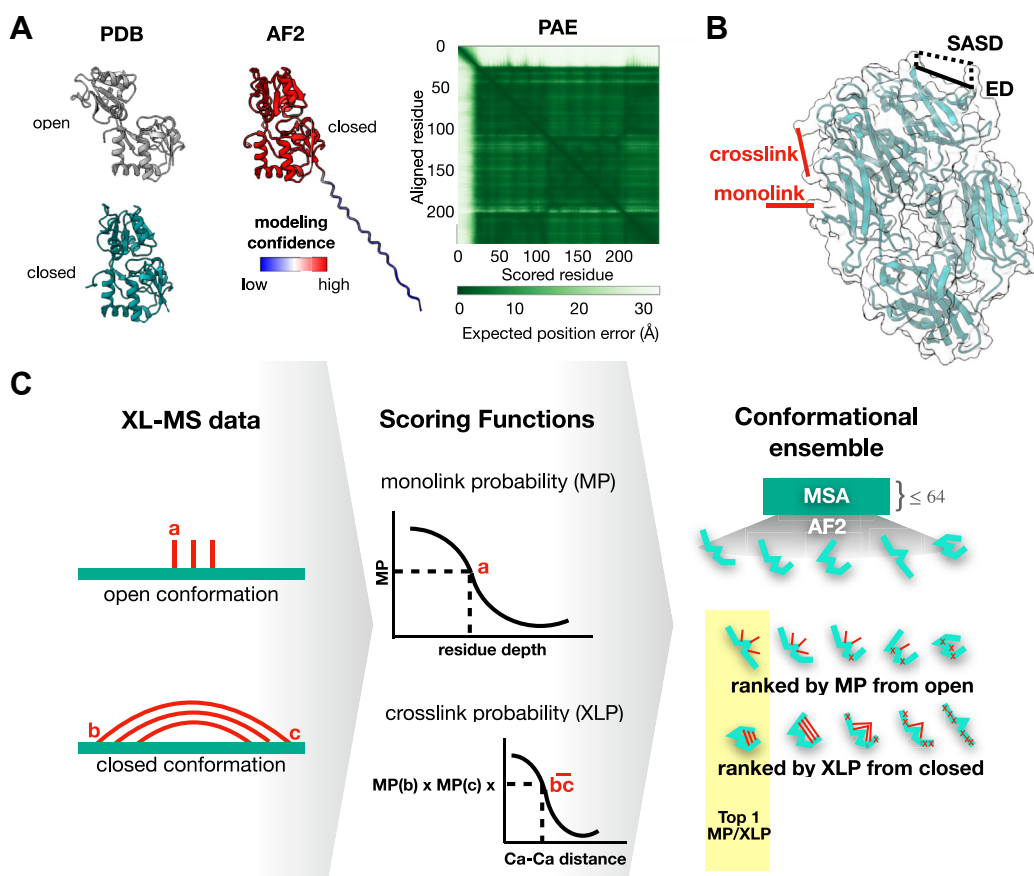 A
PDB
AF2
PAE
open
closed
closed
modeling
confidence
low
high
Aligned residue
0
50
100
150
200
50 100 150 200
Scored residue
0 10 20 30
Expected position error (Å)
B
SASD
ED
crosslink
monolink
C
XL-MS data
a
open conformation
b
c
closed conformation
Scoring Functions
monolink probability (MP)
MP
a
residue depth
crosslink probability (XLP)
MP(b) x MP(c) x
bc
Ca-Ca distance
Conformational
ensemble
MSA
} ≤ 64
AF2
x x x x x x
ranked by MP from open
x x x x x x x x x x x
ranked by XLP from closed
Top 1
MP/XLP